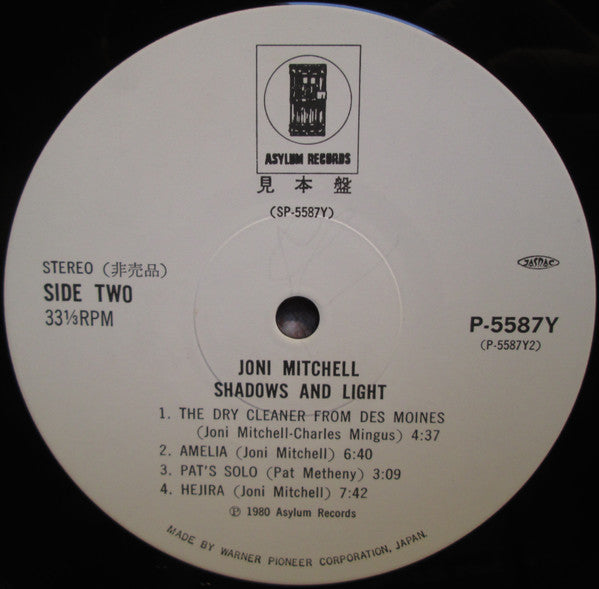 ASYLUM RECORDS
見本盤
(SP-5587Y)
STEREO (非売品)
SIDE TWO
33⅓RPM
JASRAC
P-5587Y
(P-5587Y2)
JONI MITCHELL
SHADOWS AND LIGHT
1. THE DRY CLEANER FROM DES MOINES
(Joni Mitchell-Charles Mingus) 4:37
2. AMELIA (Joni Mitchell) 6:40
3. PAT'S SOLO (Pat Metheny) 3:09
4. HEJIRA (Joni Mitchell) 7:42
℗ 1980 Asylum Records
MADE BY WARNER PIONEER CORPORATION, JAPAN.